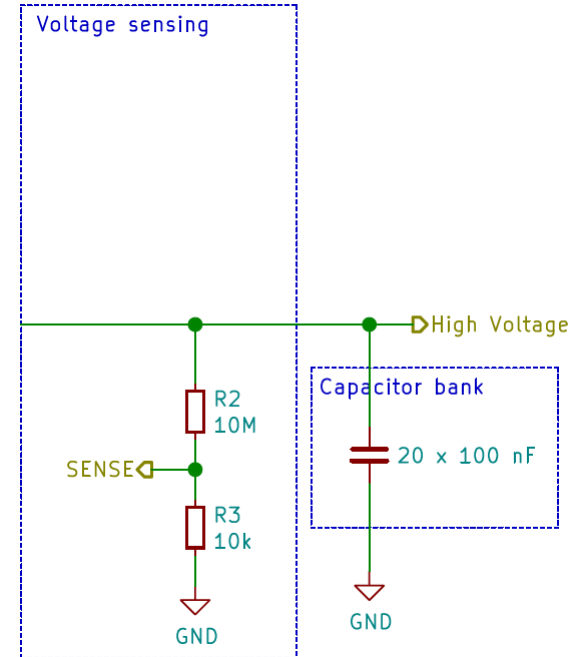 Voltage sensing
High Voltage
Capacitor bank
R2
10M
20 x 100 nF
SENSE
R3
10k
GND
GND